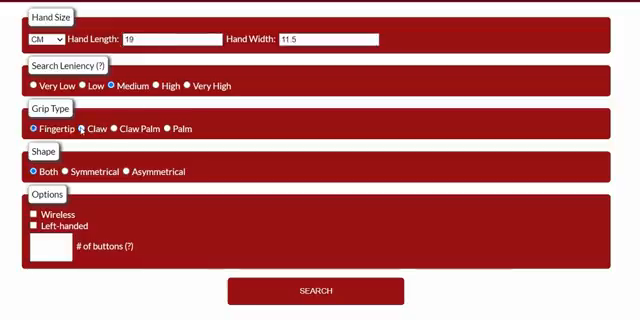 Hand Size
CM Hand Length: 19 Hand Width: 11.5
Search Leniency (?)
Very Low Low Medium High Very High
Grip Type
Fingertip Claw Claw Palm Palm
Shape
Both Symmetrical Asymmetrical
Options
Wireless
Left-handed
# of buttons (?)
SEARCH